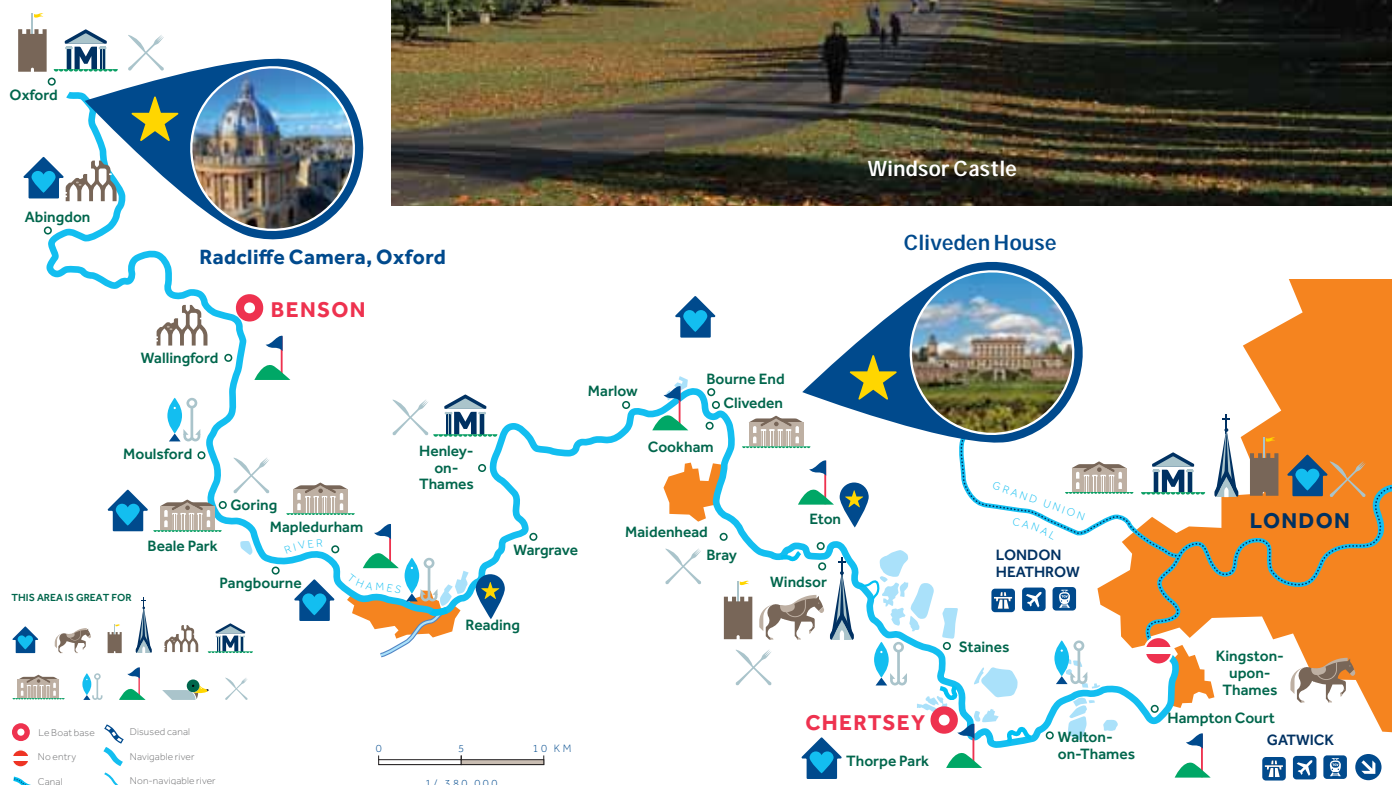 Windsor Castle
Oxford
Abingdon
Radcliffe Camera, Oxford
Cliveden House
BENSON
Wallingford
Moulsford
Goring
Beale Park
Mapledurham
Pangbourne
RIVER
THAMES
Reading
Wargrave
Henley-
on-
Thames
Marlow
Bourne End
Cliveden
Cookham
Maidenhead
Bray
Eton
Windsor
GRAND UNION
CANAL
LONDON
LONDON
HEATHROW
Staines
CHERTSEY
Thorpe Park
Walton-
on-Thames
Hampton Court
Kingston-
upon-
Thames
GATWICK
THIS AREA IS GREAT FOR
Le Boat base
Disused canal
No entry
Navigable river
Canal
Non-navigable river
0 5 10 KM
1/ 380 000